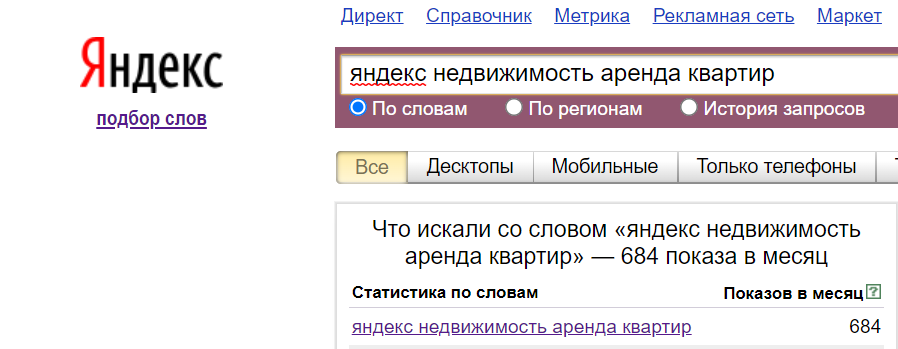 Директ Справочник Метрика Рекламная сеть Маркет
Яндекс
подбор слов
яндекс недвижимость аренда квартир
По словам По регионам История запросов
Все Десктопы Мобильные Только телефоны
Что искали со словом «яндекс недвижимость
аренда квартир» — 684 показа в месяц
Статистика по словам Показов в месяц ?
яндекс недвижимость аренда квартир 684